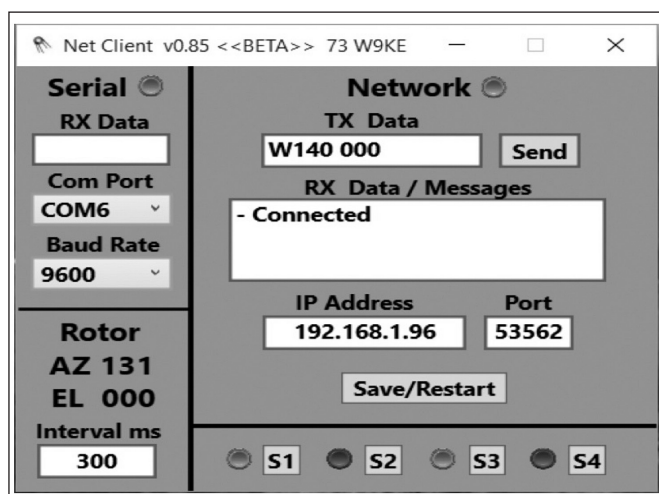 Net Client v0.85 <<BETA>> 73 W9KE
Serial
RX Data
Com Port
COM6
Baud Rate
9600
Rotor
AZ 131
EL 000
Interval ms
300
Network
TX Data
W140 000
Send
RX Data / Messages
- Connected
IP Address
Port
192.168.1.96
53562
Save/Restart
S1
S2
S3
S4